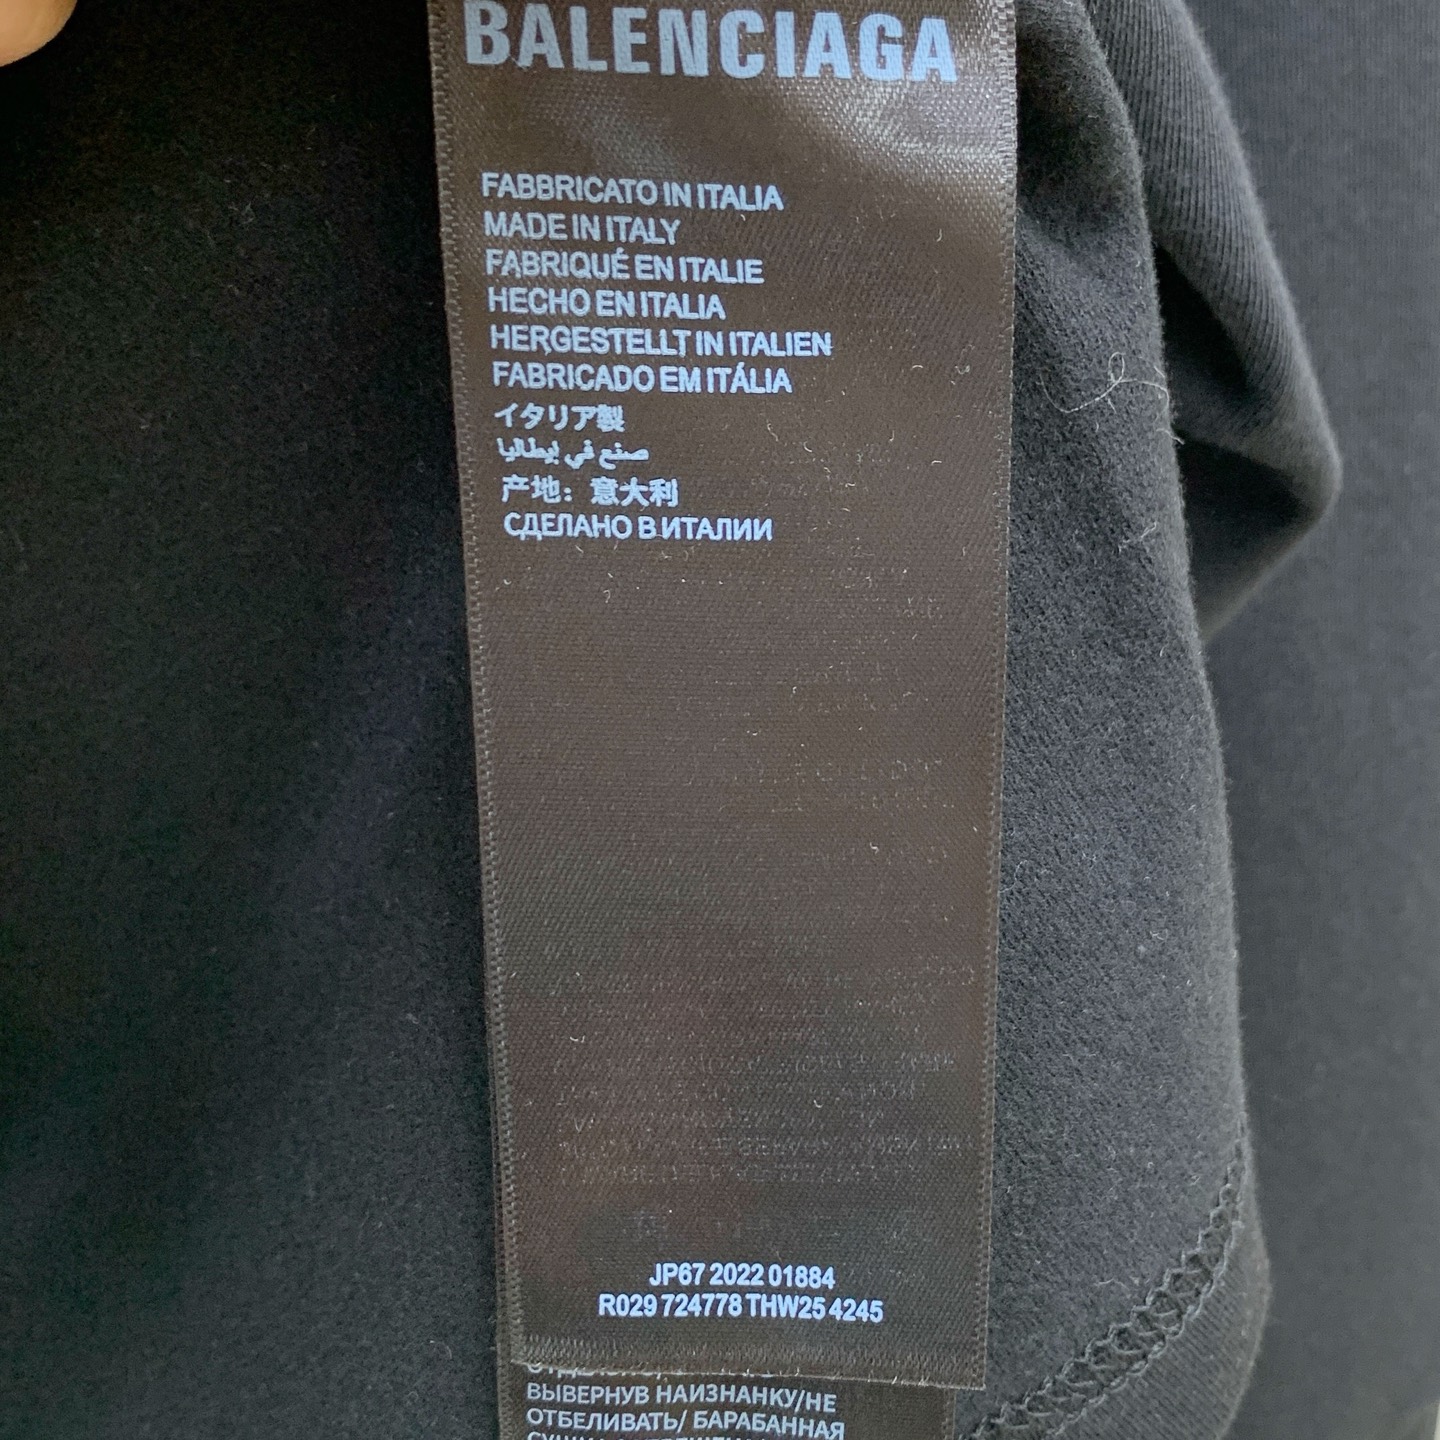 BALENCIAGA
FABBRICATO IN ITALIA
MADE IN ITALY
FABRIQUÉ EN ITALIE
HECHO EN ITALIA
HERGESTELLT IN ITALIEN
FABRICADO EM ITÁLIA
イタリア製
صنع في إيطاليا
产地：意大利
СДЕЛАНО В ИТАЛИИ
JP67 2022 01884
R029 724778 THW25 4245
ВЫВЕРНУВ НАИЗНАНКУ/НЕ
ОТБЕЛИВАТЬ/ БАРАБАННАЯ